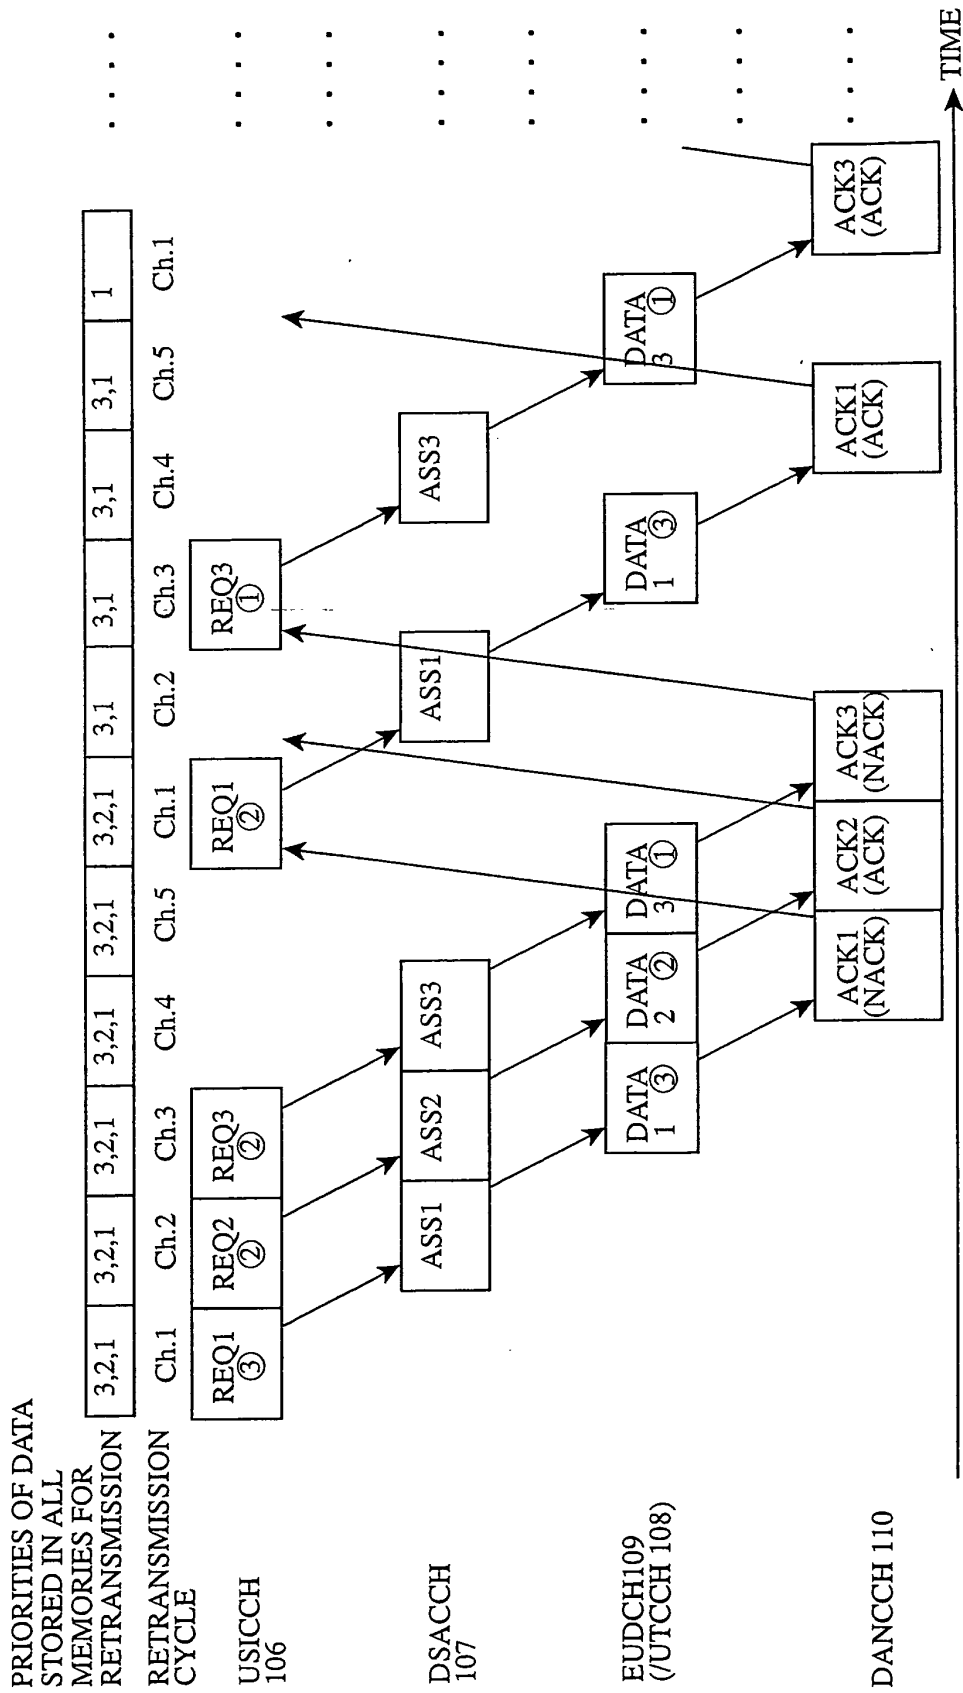 PRIORITIES OF DATA
STORED IN ALL
MEMORIES FOR
RETRANSMISSION
3,2,1 3,2,1 3,2,1 3,2,1 3,2,1 3,2,1 3,1 3,1 3,1 3,1 1
RETRANSMISSION
CYCLE
Ch.1 Ch.2 Ch.3 Ch.4 Ch.5 Ch.1 Ch.2 Ch.3 Ch.4 Ch.5 Ch.1
USICCH
106
REQ1
③
REQ2
②
REQ3
②
REQ1
②
REQ3
①
DSACCH
107
ASS1
ASS2
ASS3
ASS1
ASS3
EUDCH109
(/UTCCH 108)
DATA
1 ③
DATA
2 ②
DATA
3 ①
DATA
1 ③
DATA
3 ①
DANCCH 110
ACK1
(NACK)
ACK2
(ACK)
ACK3
(NACK)
ACK1
(ACK)
ACK3
(ACK)
TIME